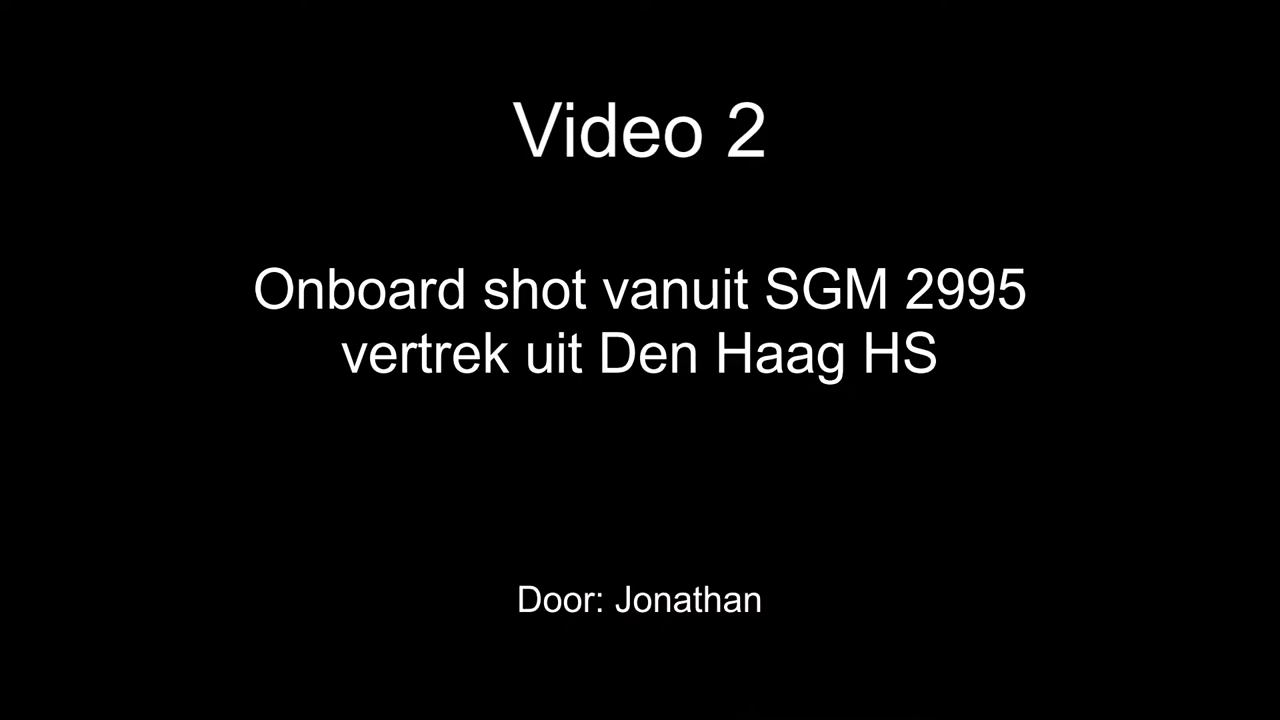 Video 2
Onboard shot vanuit SGM 2995
vertrek uit Den Haag HS
Door: Jonathan